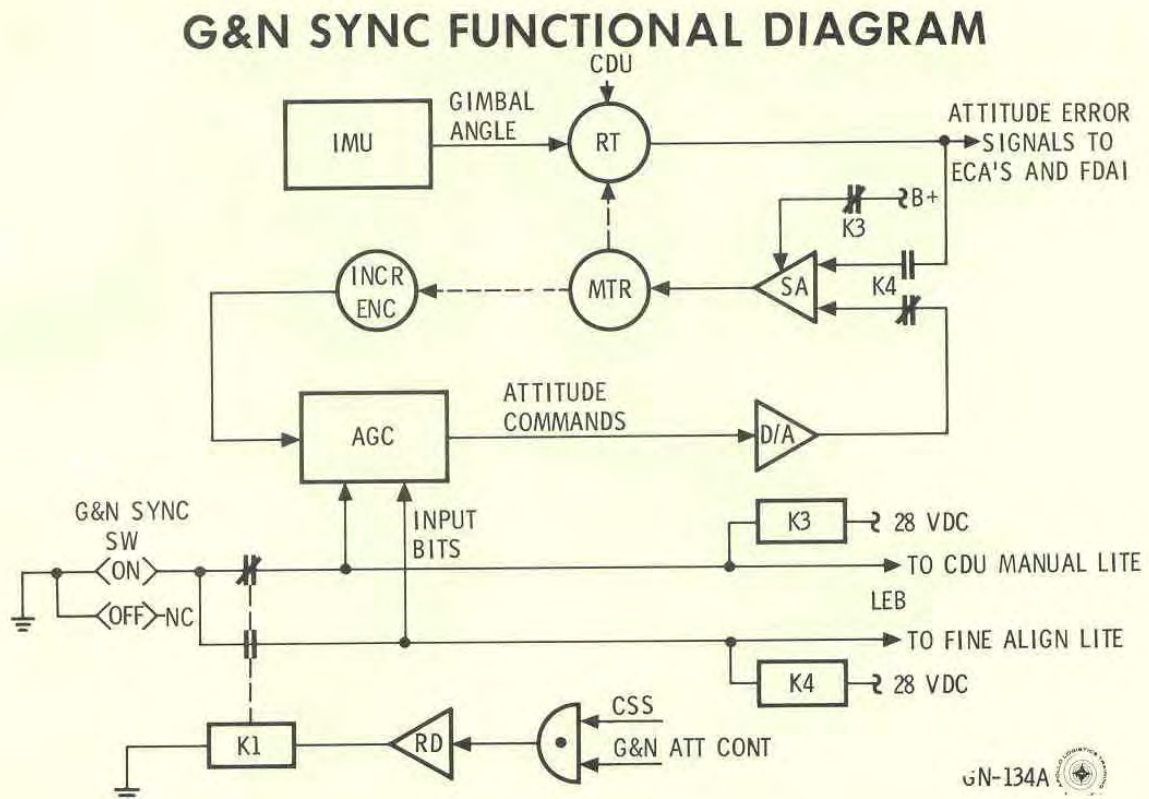 G&N SYNC FUNCTIONAL DIAGRAM
CDU
IMU
GIMBAL
ANGLE
RT
ATTITUDE ERROR
SIGNALS TO
ECA'S AND FDAI
B+
K3
INCR
ENC
MTR
SA
K4
AGC
ATTITUDE
COMMANDS
D/A
G&N SYNC
SW
INPUT
BITS
K3
28 VDC
ON
TO CDU MANUAL LITE
OFF
NC
LEB
TO FINE ALIGN LITE
K4
28 VDC
K1
RD
CSS
G&N ATT CONT
GN-134A